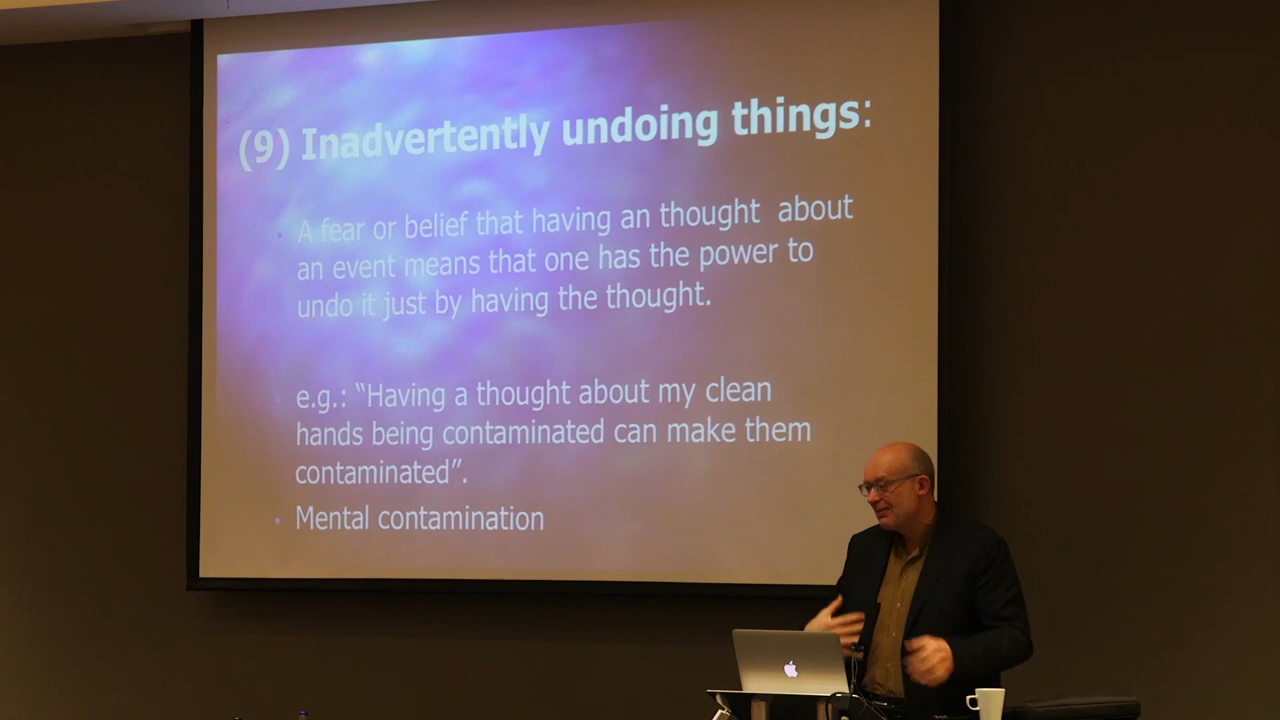 (9) Inadvertently undoing things:
A fear or belief that having an thought about
an event means that one has the power to
undo it just by having the thought.
e.g.: “Having a thought about my clean
hands being contaminated can make them
contaminated”.
Mental contamination